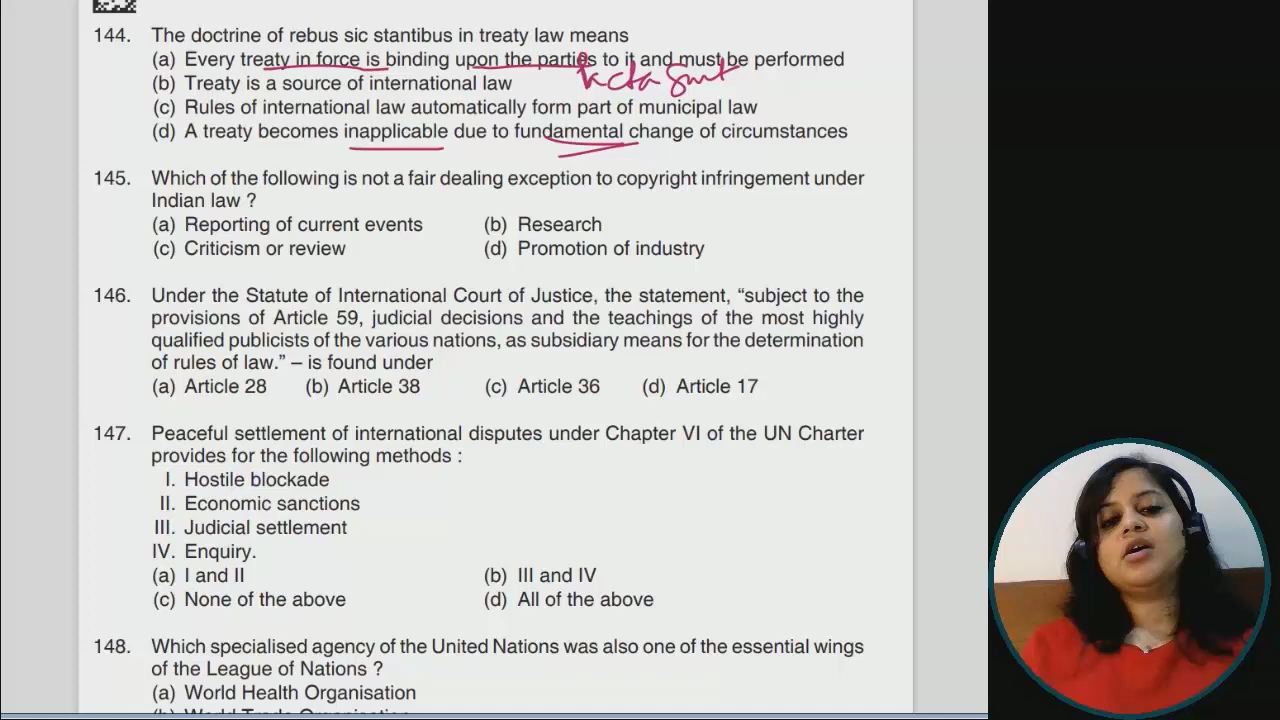 144. The doctrine of rebus sic stantibus in treaty law means
(a) Every treaty in force is binding upon the parties to it and must be performed
Pacta Sunt
(b) Treaty is a source of international law
(c) Rules of international law automatically form part of municipal law
(d) A treaty becomes inapplicable due to fundamental change of circumstances
145. Which of the following is not a fair dealing exception to copyright infringement under
Indian law ?
(a) Reporting of current events (b) Research
(c) Criticism or review (d) Promotion of industry
146. Under the Statute of International Court of Justice, the statement, “subject to the
provisions of Article 59, judicial decisions and the teachings of the most highly
qualified publicists of the various nations, as subsidiary means for the determination
of rules of law.” – is found under
(a) Article 28 (b) Article 38 (c) Article 36 (d) Article 17
147. Peaceful settlement of international disputes under Chapter VI of the UN Charter
provides for the following methods :
I. Hostile blockade
II. Economic sanctions
III. Judicial settlement
IV. Enquiry.
(a) I and II (b) III and IV
(c) None of the above (d) All of the above
148. Which specialised agency of the United Nations was also one of the essential wings
of the League of Nations ?
(a) World Health Organisation
(b) World Trade Organisation